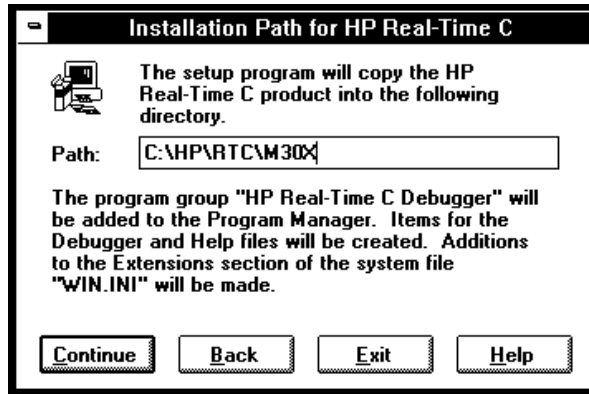 Installation Path for HP Real-Time C
The setup program will copy the HP
Real-Time C product into the following
directory.
Path: C:\HP\RTC\M30X
The program group "HP Real-Time C Debugger" will
be added to the Program Manager. Items for the
Debugger and Help files will be created. Additions
to the Extensions section of the system file
"WIN.INI" will be made.
Continue Back Exit Help